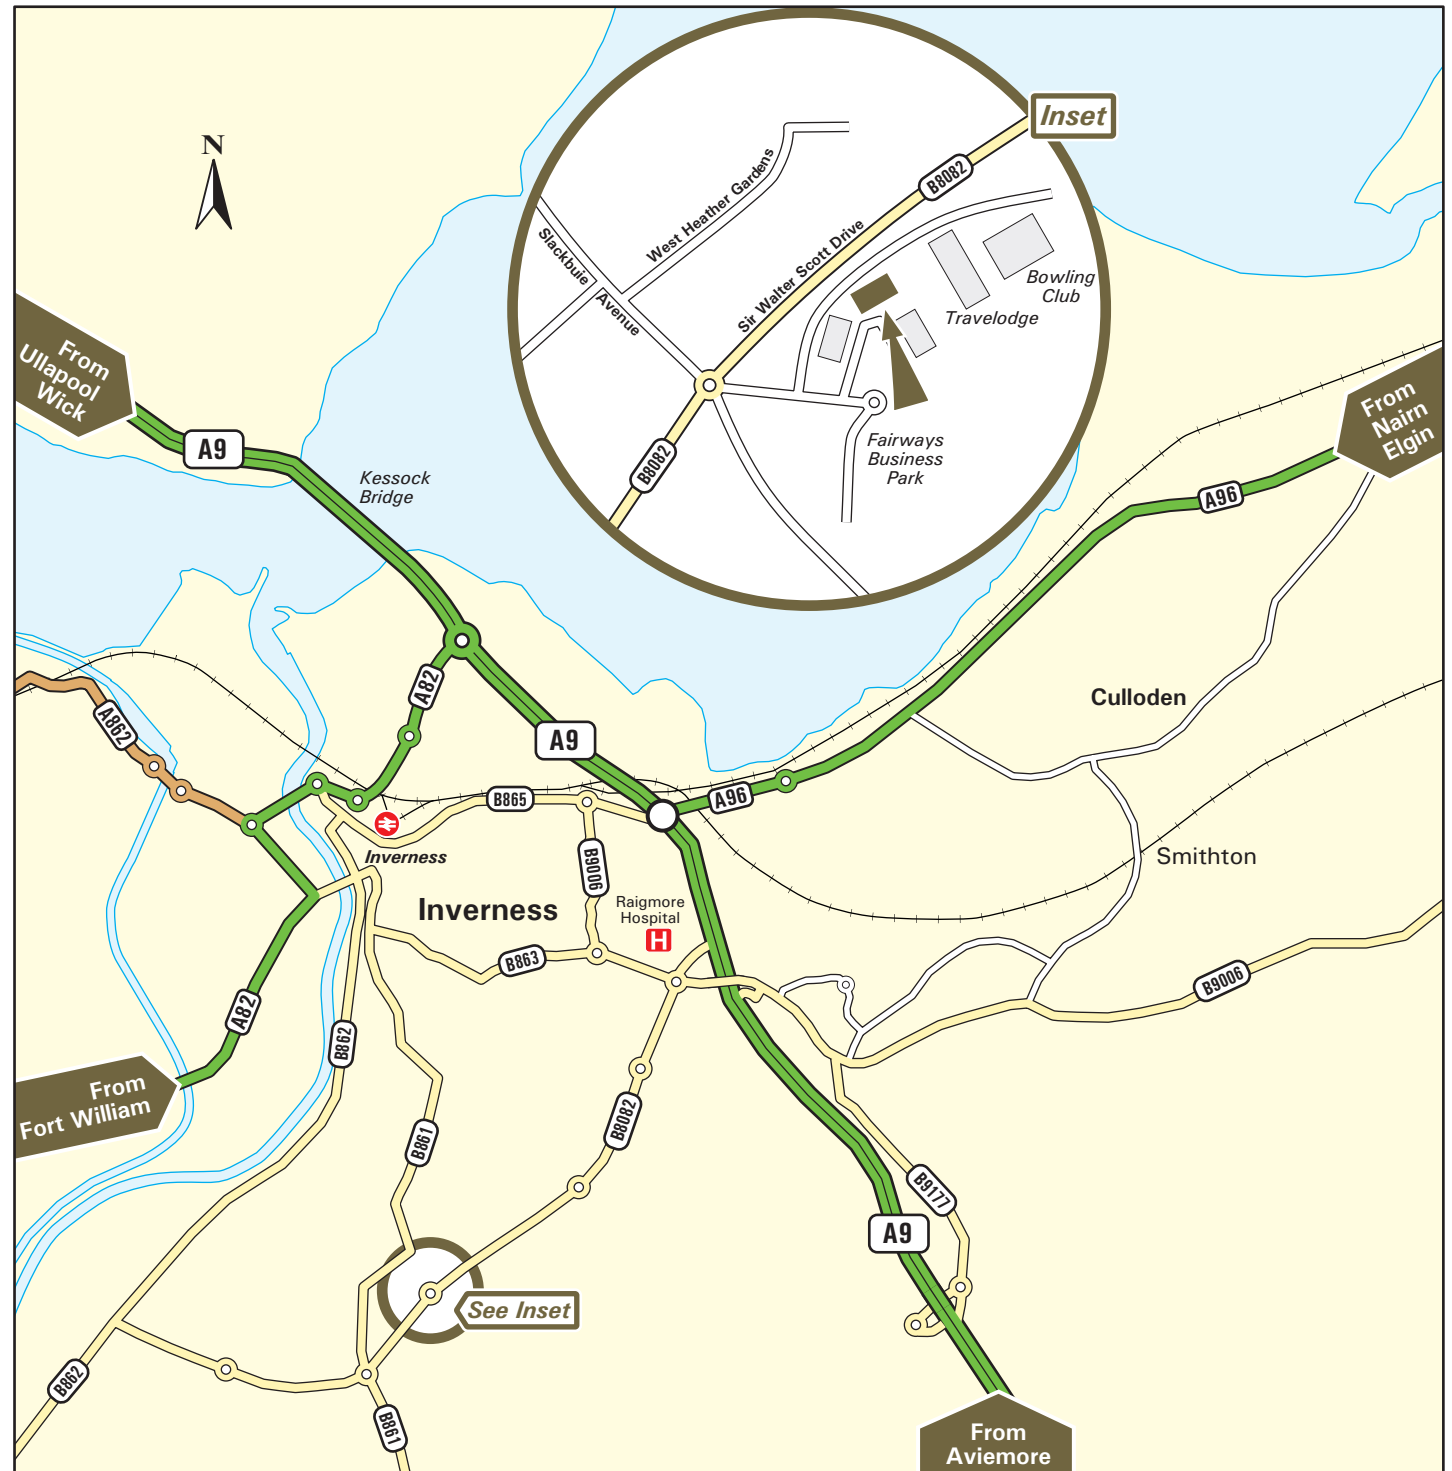 N
Inset
B8082
West Heather Gardens
Slackbuie
Avenue
Sir Walter Scott Drive
Bowling
Club
Travelodge
B8082
Fairways
Business
Park
From
Ullapool
Wick
A9
Kessock
Bridge
From
Nairn
Elgin
A96
A82
A862
A9
Culloden
A96
B865
Inverness
B9006
Smithton
Inverness
Raigmore
Hospital
H
B863
B9006
A82
B862
From
Fort William
B861
B8082
B9177
A9
See Inset
B862
B861
From
Aviemore